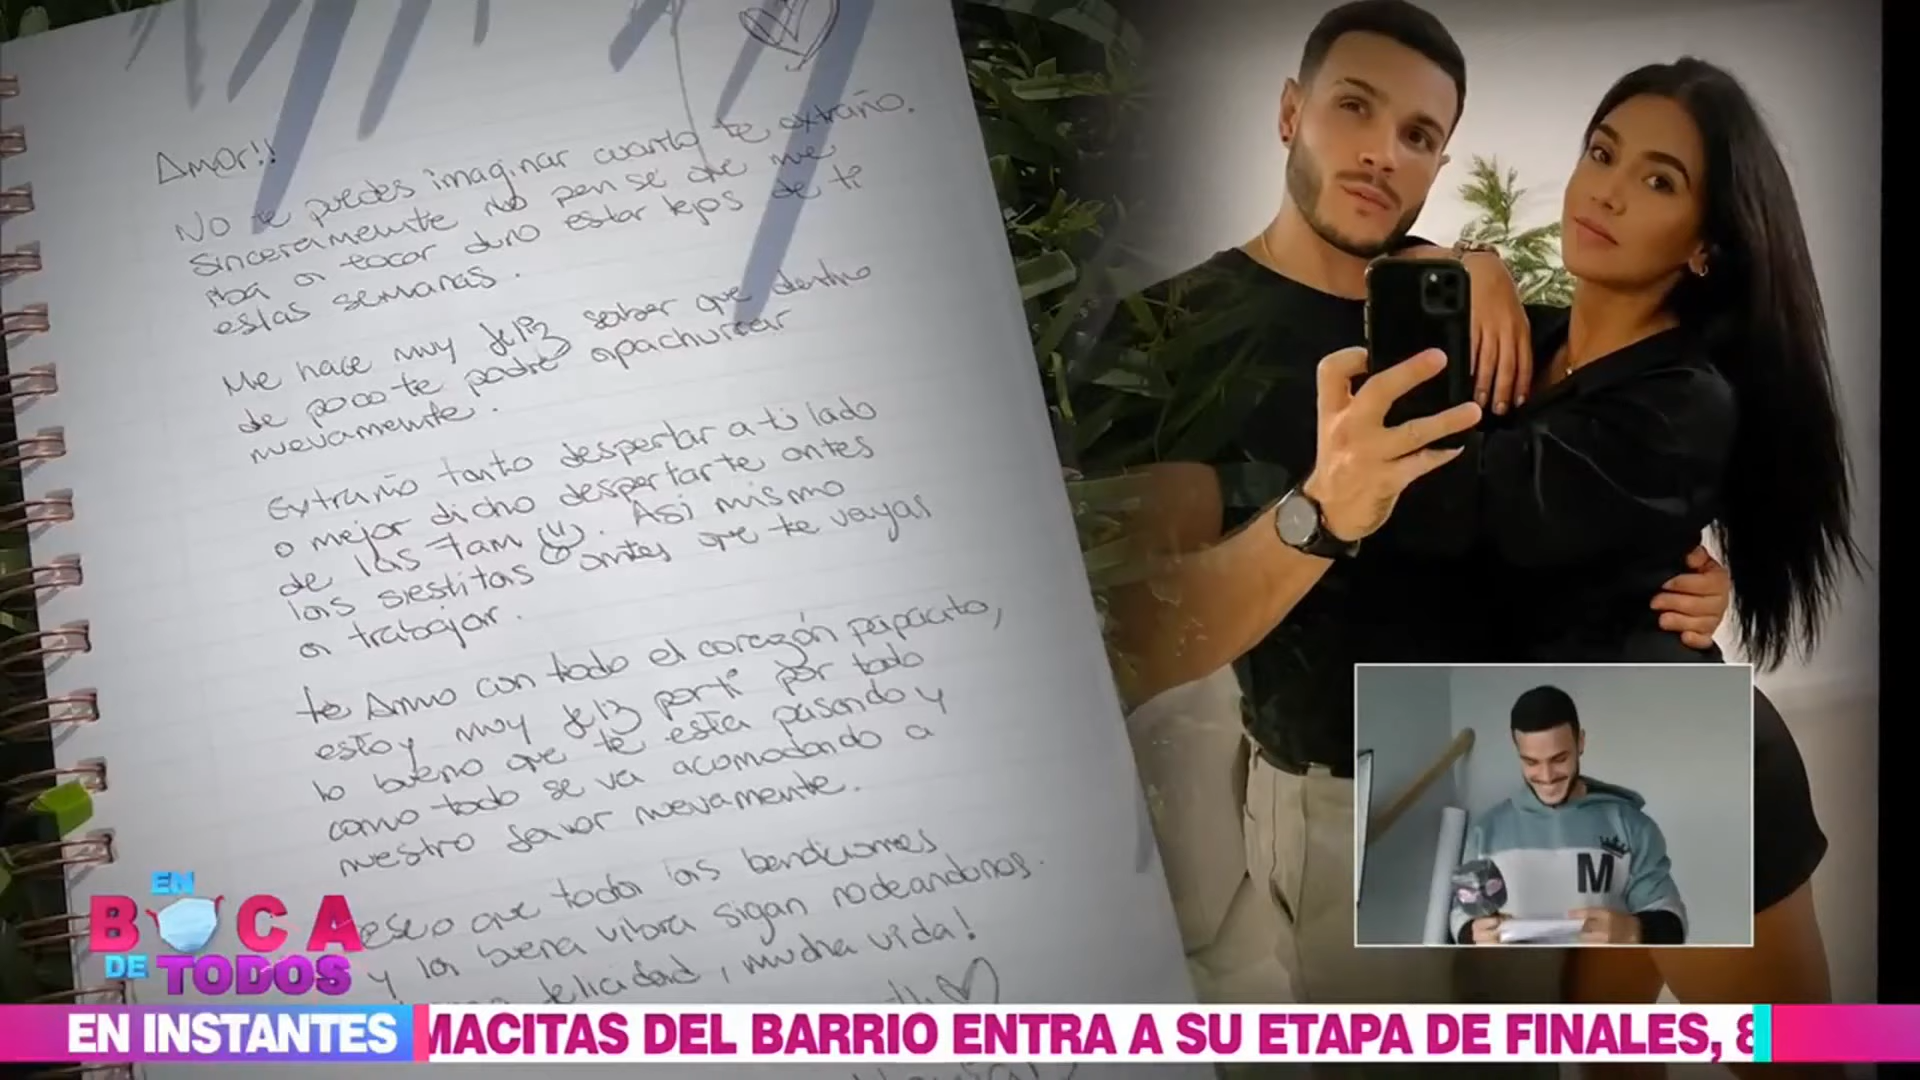 Amor!!
No te puedes imaginar cuanto te extraño.
Sinceramente no pensé que me
iba a tocar duro estar lejos de ti
estas semanas.
Me hace muy feliz saber que dentro
de poco te podré apachurrar
nuevamente.
Extraño tanto despertar a tu lado
o mejor dicho despertarte antes
de las 7am. Asi mismo
las siestitas antes que te vayas
a trabajar.
te Amo con todo el corazón papacito,
estoy muy feliz por ti por todo
lo bueno que te esta pasando y
como todo se va acomodando a
nuestro favor nuevamente.
que todas las bendiciones
y la buena vibra sigan rodeandonos.
felicidad, mucha vida!
M
EN
BOCA
DE TODOS
EN INSTANTES
MACITAS DEL BARRIO ENTRA A SU ETAPA DE FINALES, 8